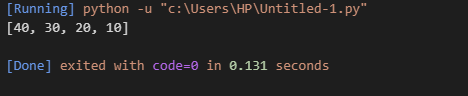 [Running] python -u "c:\Users\HP\Untitled-1.py"
[40, 30, 20, 10]
[Done] exited with code=0 in 0.131 seconds